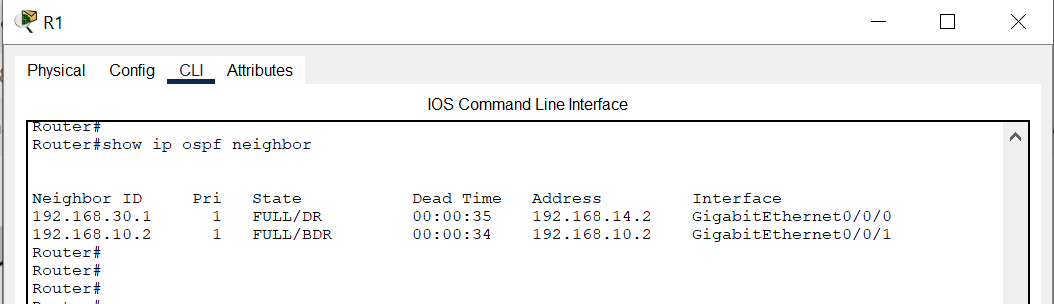 R1
Physical Config CLI Attributes
IOS Command Line Interface
Router#
Router#show ip ospf neighbor
Neighbor ID Pri State Dead Time Address Interface
192.168.30.1 1 FULL/DR 00:00:35 192.168.14.2 GigabitEthernet0/0/0
192.168.10.2 1 FULL/BDR 00:00:34 192.168.10.2 GigabitEthernet0/0/1
Router#
Router#
Router#